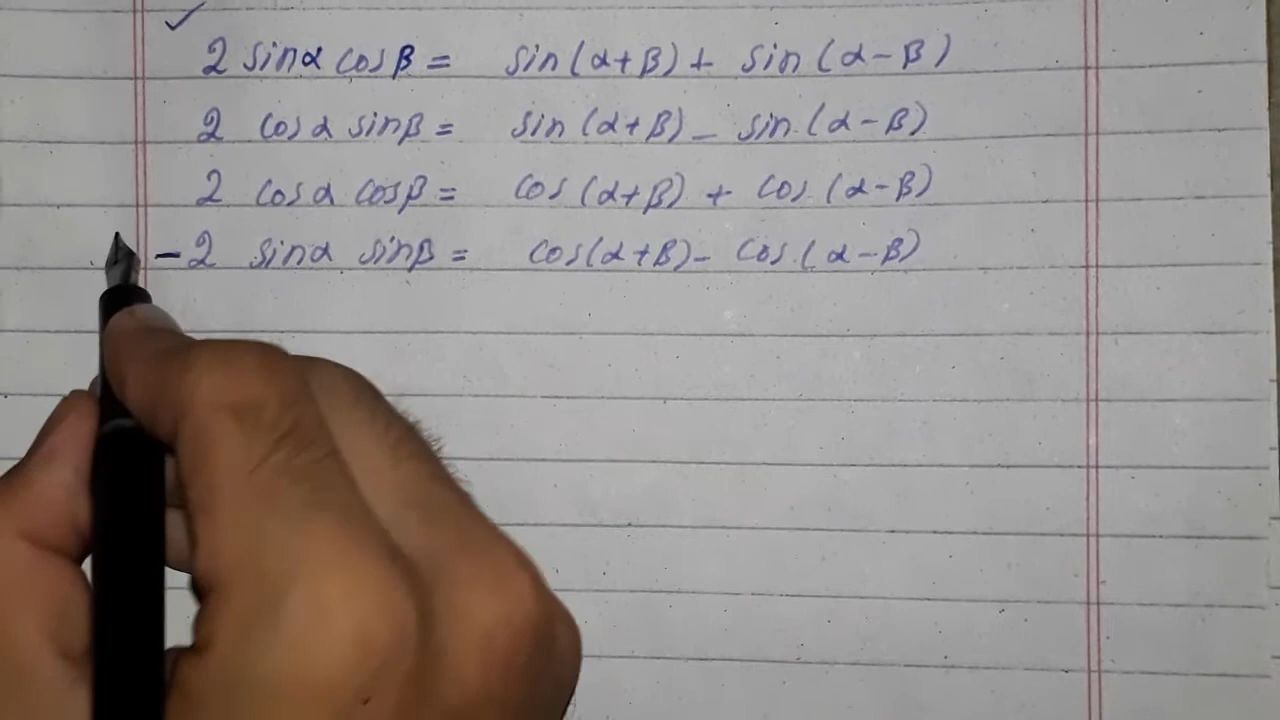 2 sinα cosβ = sin(α+β) + sin(α-β)
2 cosα sinβ = sin(α+β) - sin(α-β)
2 cosα cosβ = cos(α+β) + cos(α-β)
-2 sinα sinβ = cos(α+β) - cos(α-β)